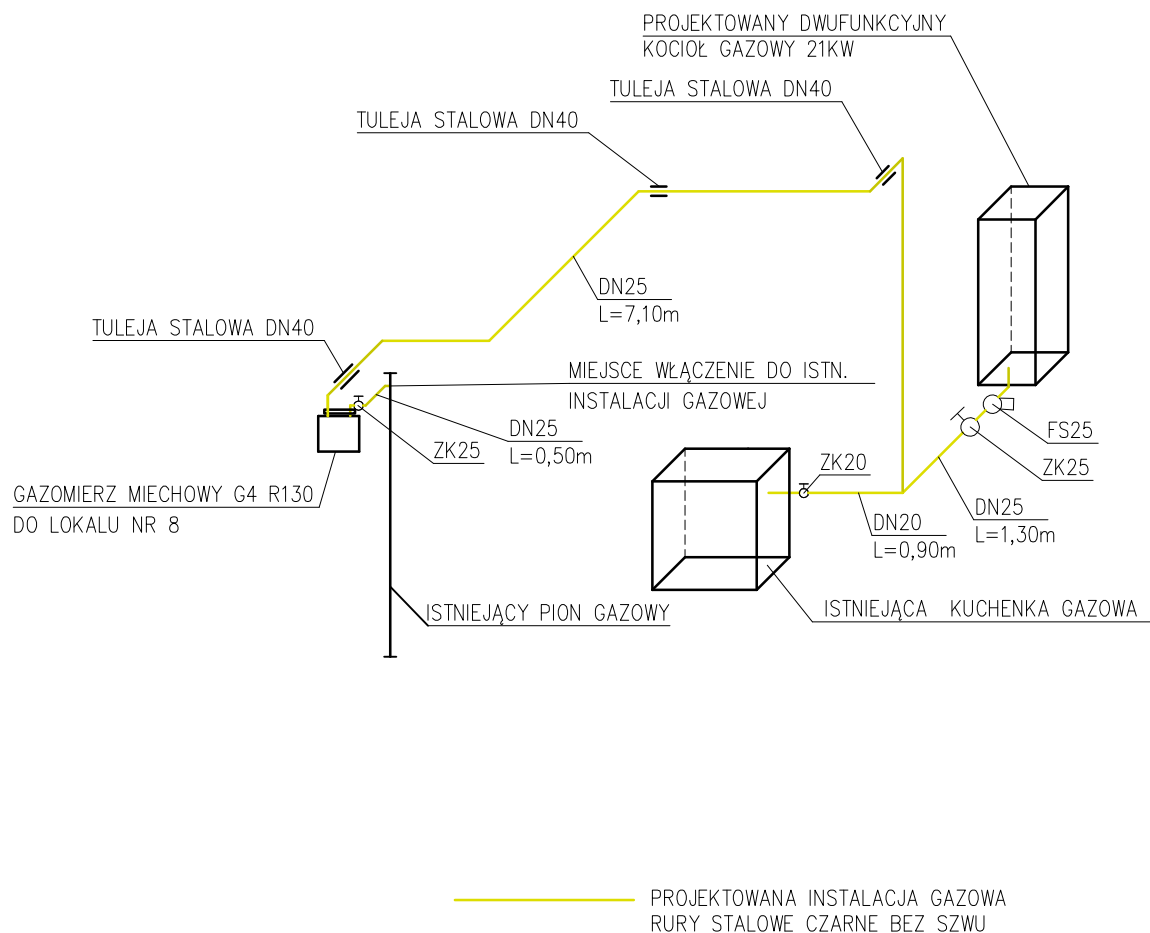 PROJEKTOWANY DWUFUNKCYJNY
KOCIOŁ GAZOWY 21KW
TULEJA STALOWA DN40
TULEJA STALOWA DN40
DN25
L=7,10m
TULEJA STALOWA DN40
MIEJSCE WŁĄCZENIE DO ISTN.
INSTALACJI GAZOWEJ
DN25
L=0,50m
ZK25
FS25
ZK25
ZK20
GAZOMIERZ MIECHOWY G4 R130
DO LOKALU NR 8
DN20
L=0,90m
DN25
L=1,30m
ISTNIEJĄCY PION GAZOWY
ISTNIEJĄCA KUCHENKA GAZOWA
PROJEKTOWANA INSTALACJA GAZOWA
RURY STALOWE CZARNE BEZ SZWU